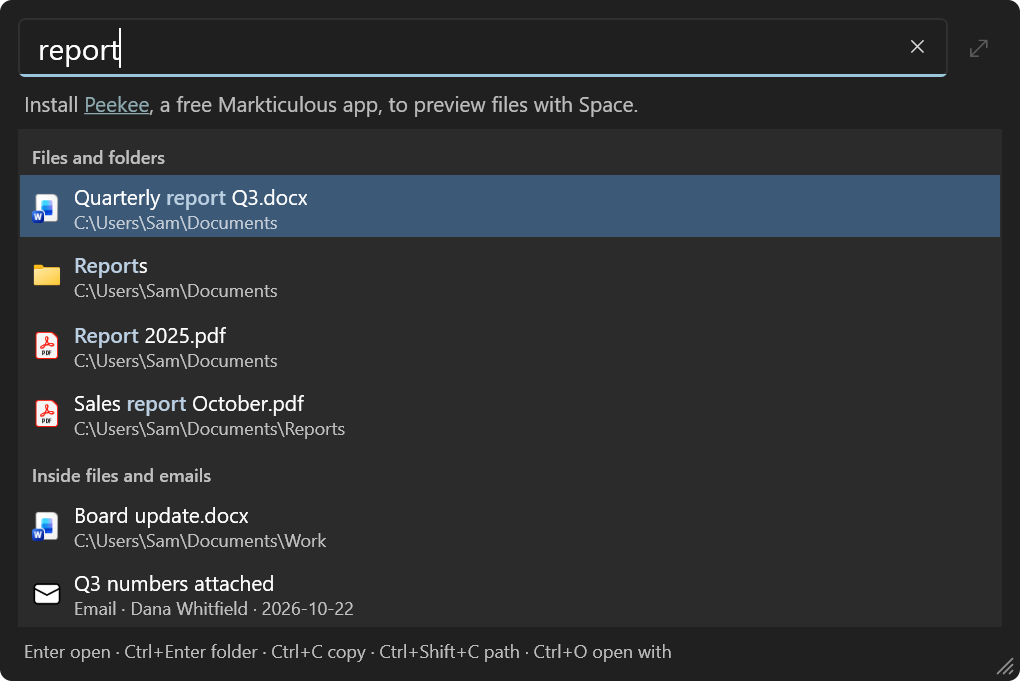 report
Install Peekee, a free Markticulous app, to preview files with Space.
Files and folders
Quarterly report Q3.docx
C:\Users\Sam\Documents
Reports
C:\Users\Sam\Documents
Report 2025.pdf
C:\Users\Sam\Documents
Sales report October.pdf
C:\Users\Sam\Documents\Reports
Inside files and emails
Board update.docx
C:\Users\Sam\Documents\Work
Q3 numbers attached
Email · Dana Whitfield · 2026-10-22
Enter open · Ctrl+Enter folder · Ctrl+C copy · Ctrl+Shift+C path · Ctrl+O open with